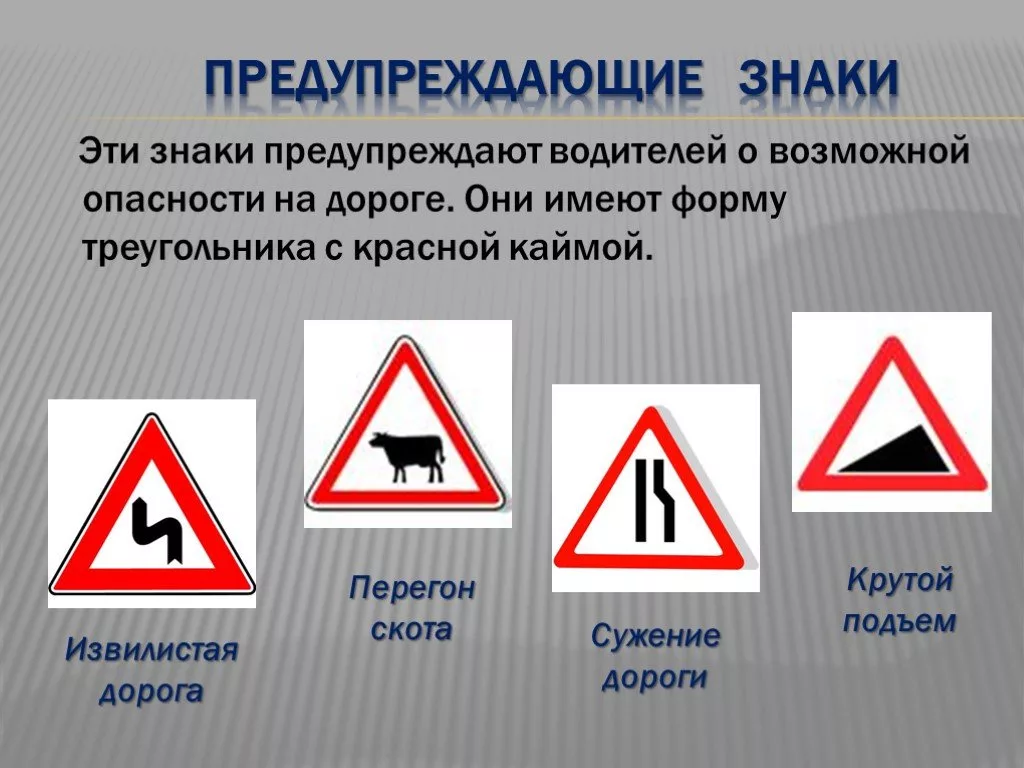 ПРЕДУПРЕЖДАЮЩИЕ ЗНАКИ
Эти знаки предупреждают водителей о возможной
опасности на дороге. Они имеют форму
треугольника с красной каймой.
Извилистая
дорога
Перегон
скота
Сужение
дороги
Крутой
подъем